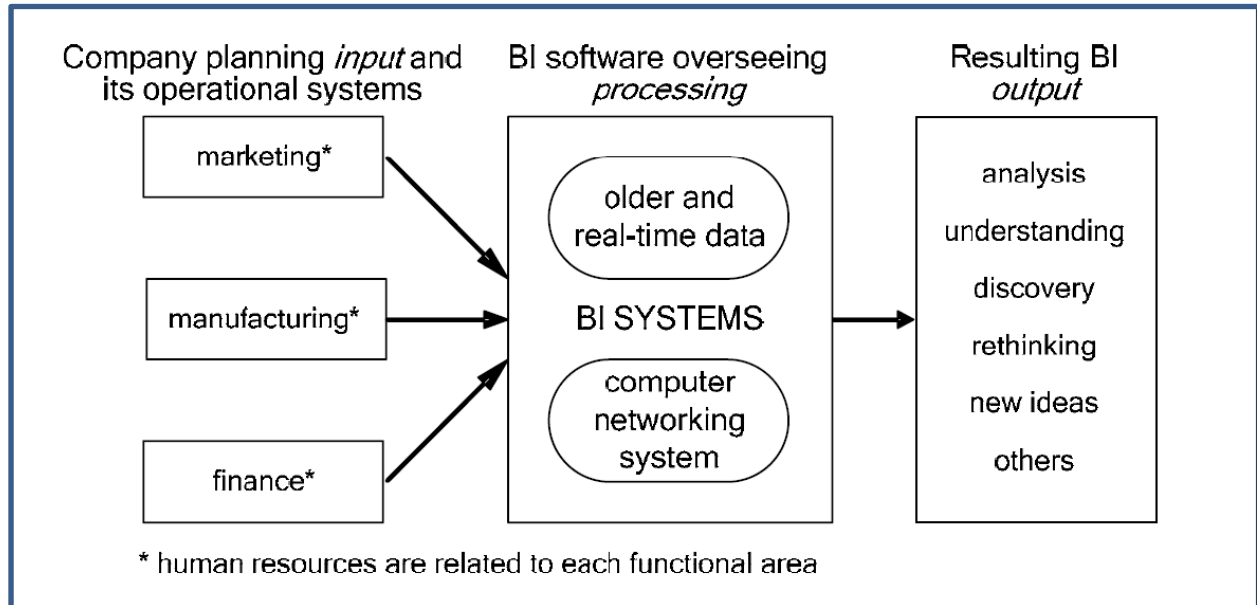 Company planning input and
its operational systems
marketing*
manufacturing*
finance*
BI software overseeing
processing
older and
real-time data
BI SYSTEMS
computer
networking
system
Resulting BI
output
analysis
understanding
discovery
rethinking
new ideas
others
* human resources are related to each functional area